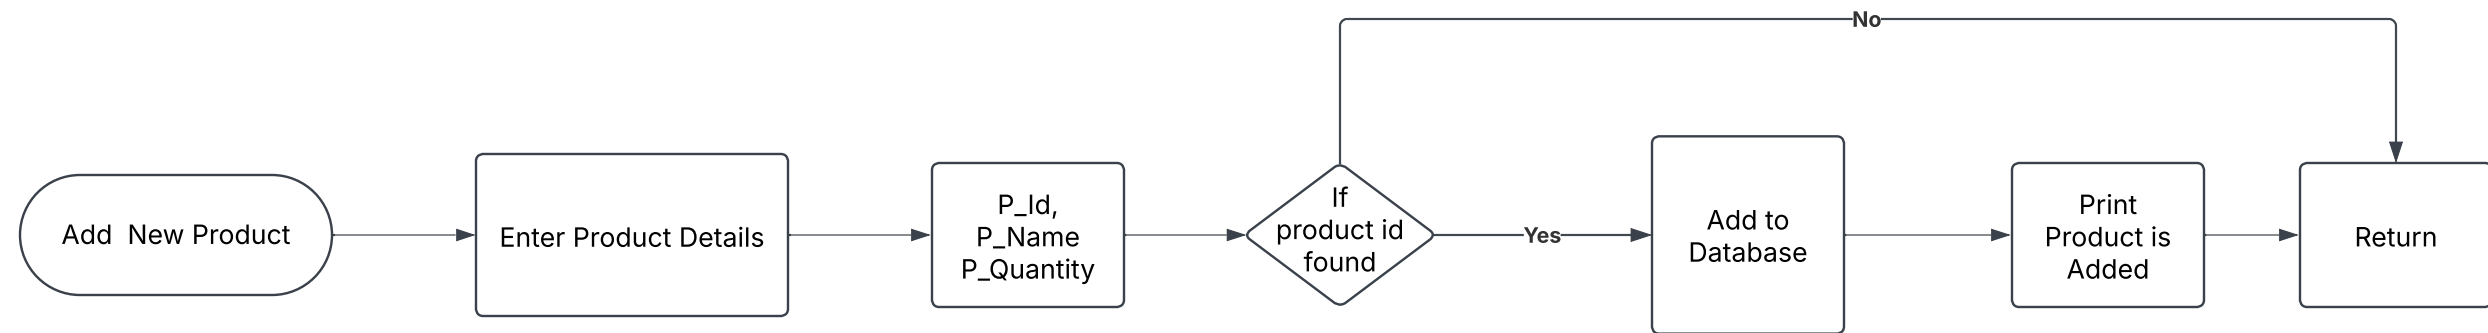 No
Add  New Product
Enter Product Details
P_Id,
P_Name
P_Quantity
If
product id
found
Yes
Add to
Database
Print
Product is
Added
Return